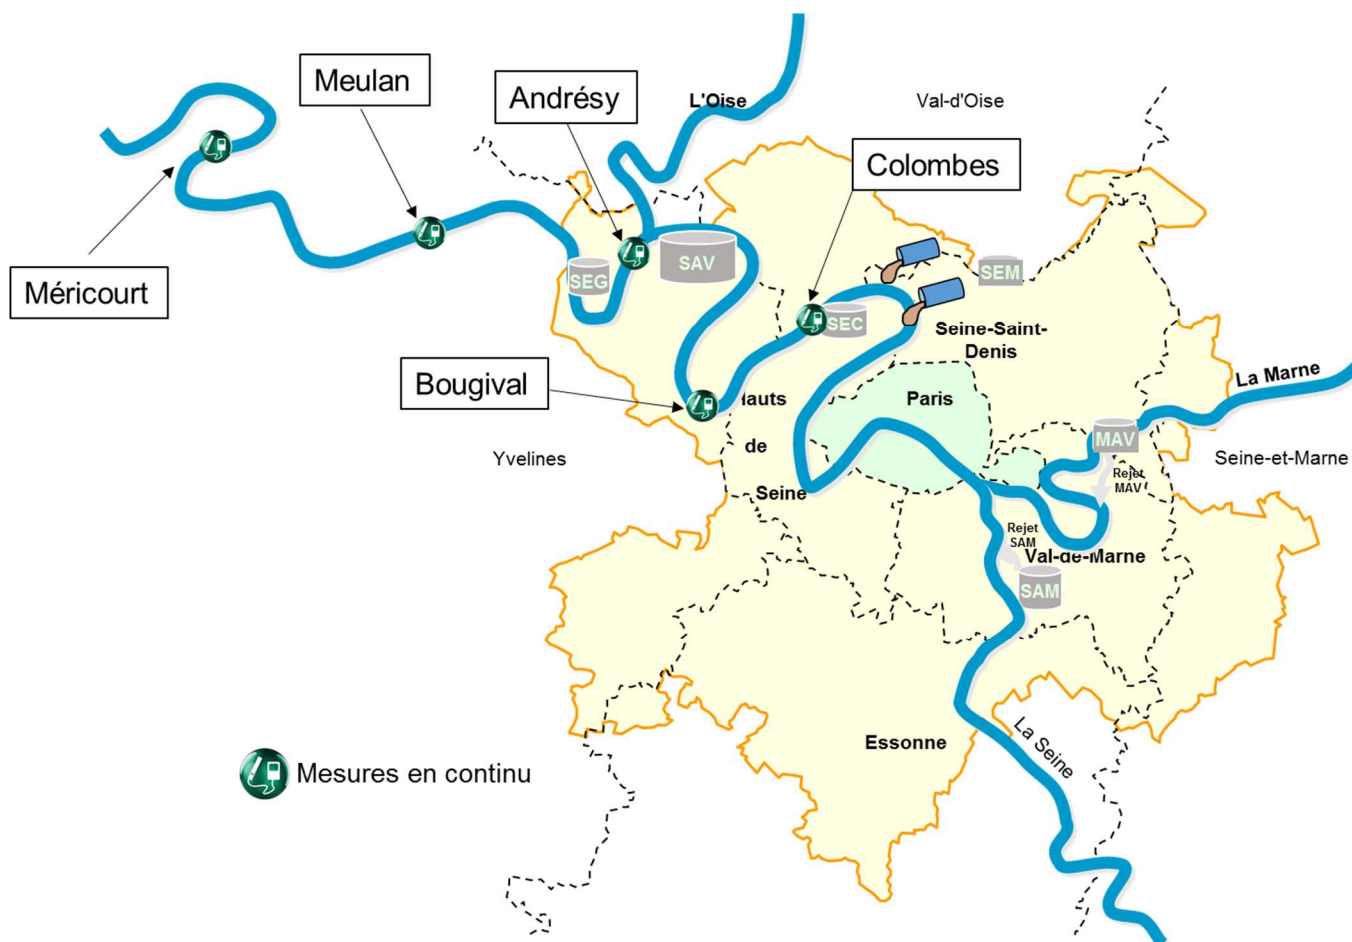 Meulan
Andrésy
L'Oise
Val-d'Oise
Colombes
Méricourt
SAV
SEG
SEM
SEC
Seine-Saint-
Denis
Bougival
La Marne
Paris
lauts
de
Seine
MAV
Rejet
MAV
Yvelines
Seine-et-Marne
Rejet
SAM
Val-de-Marne
SAM
Essonne
La Seine
Mesures en continu